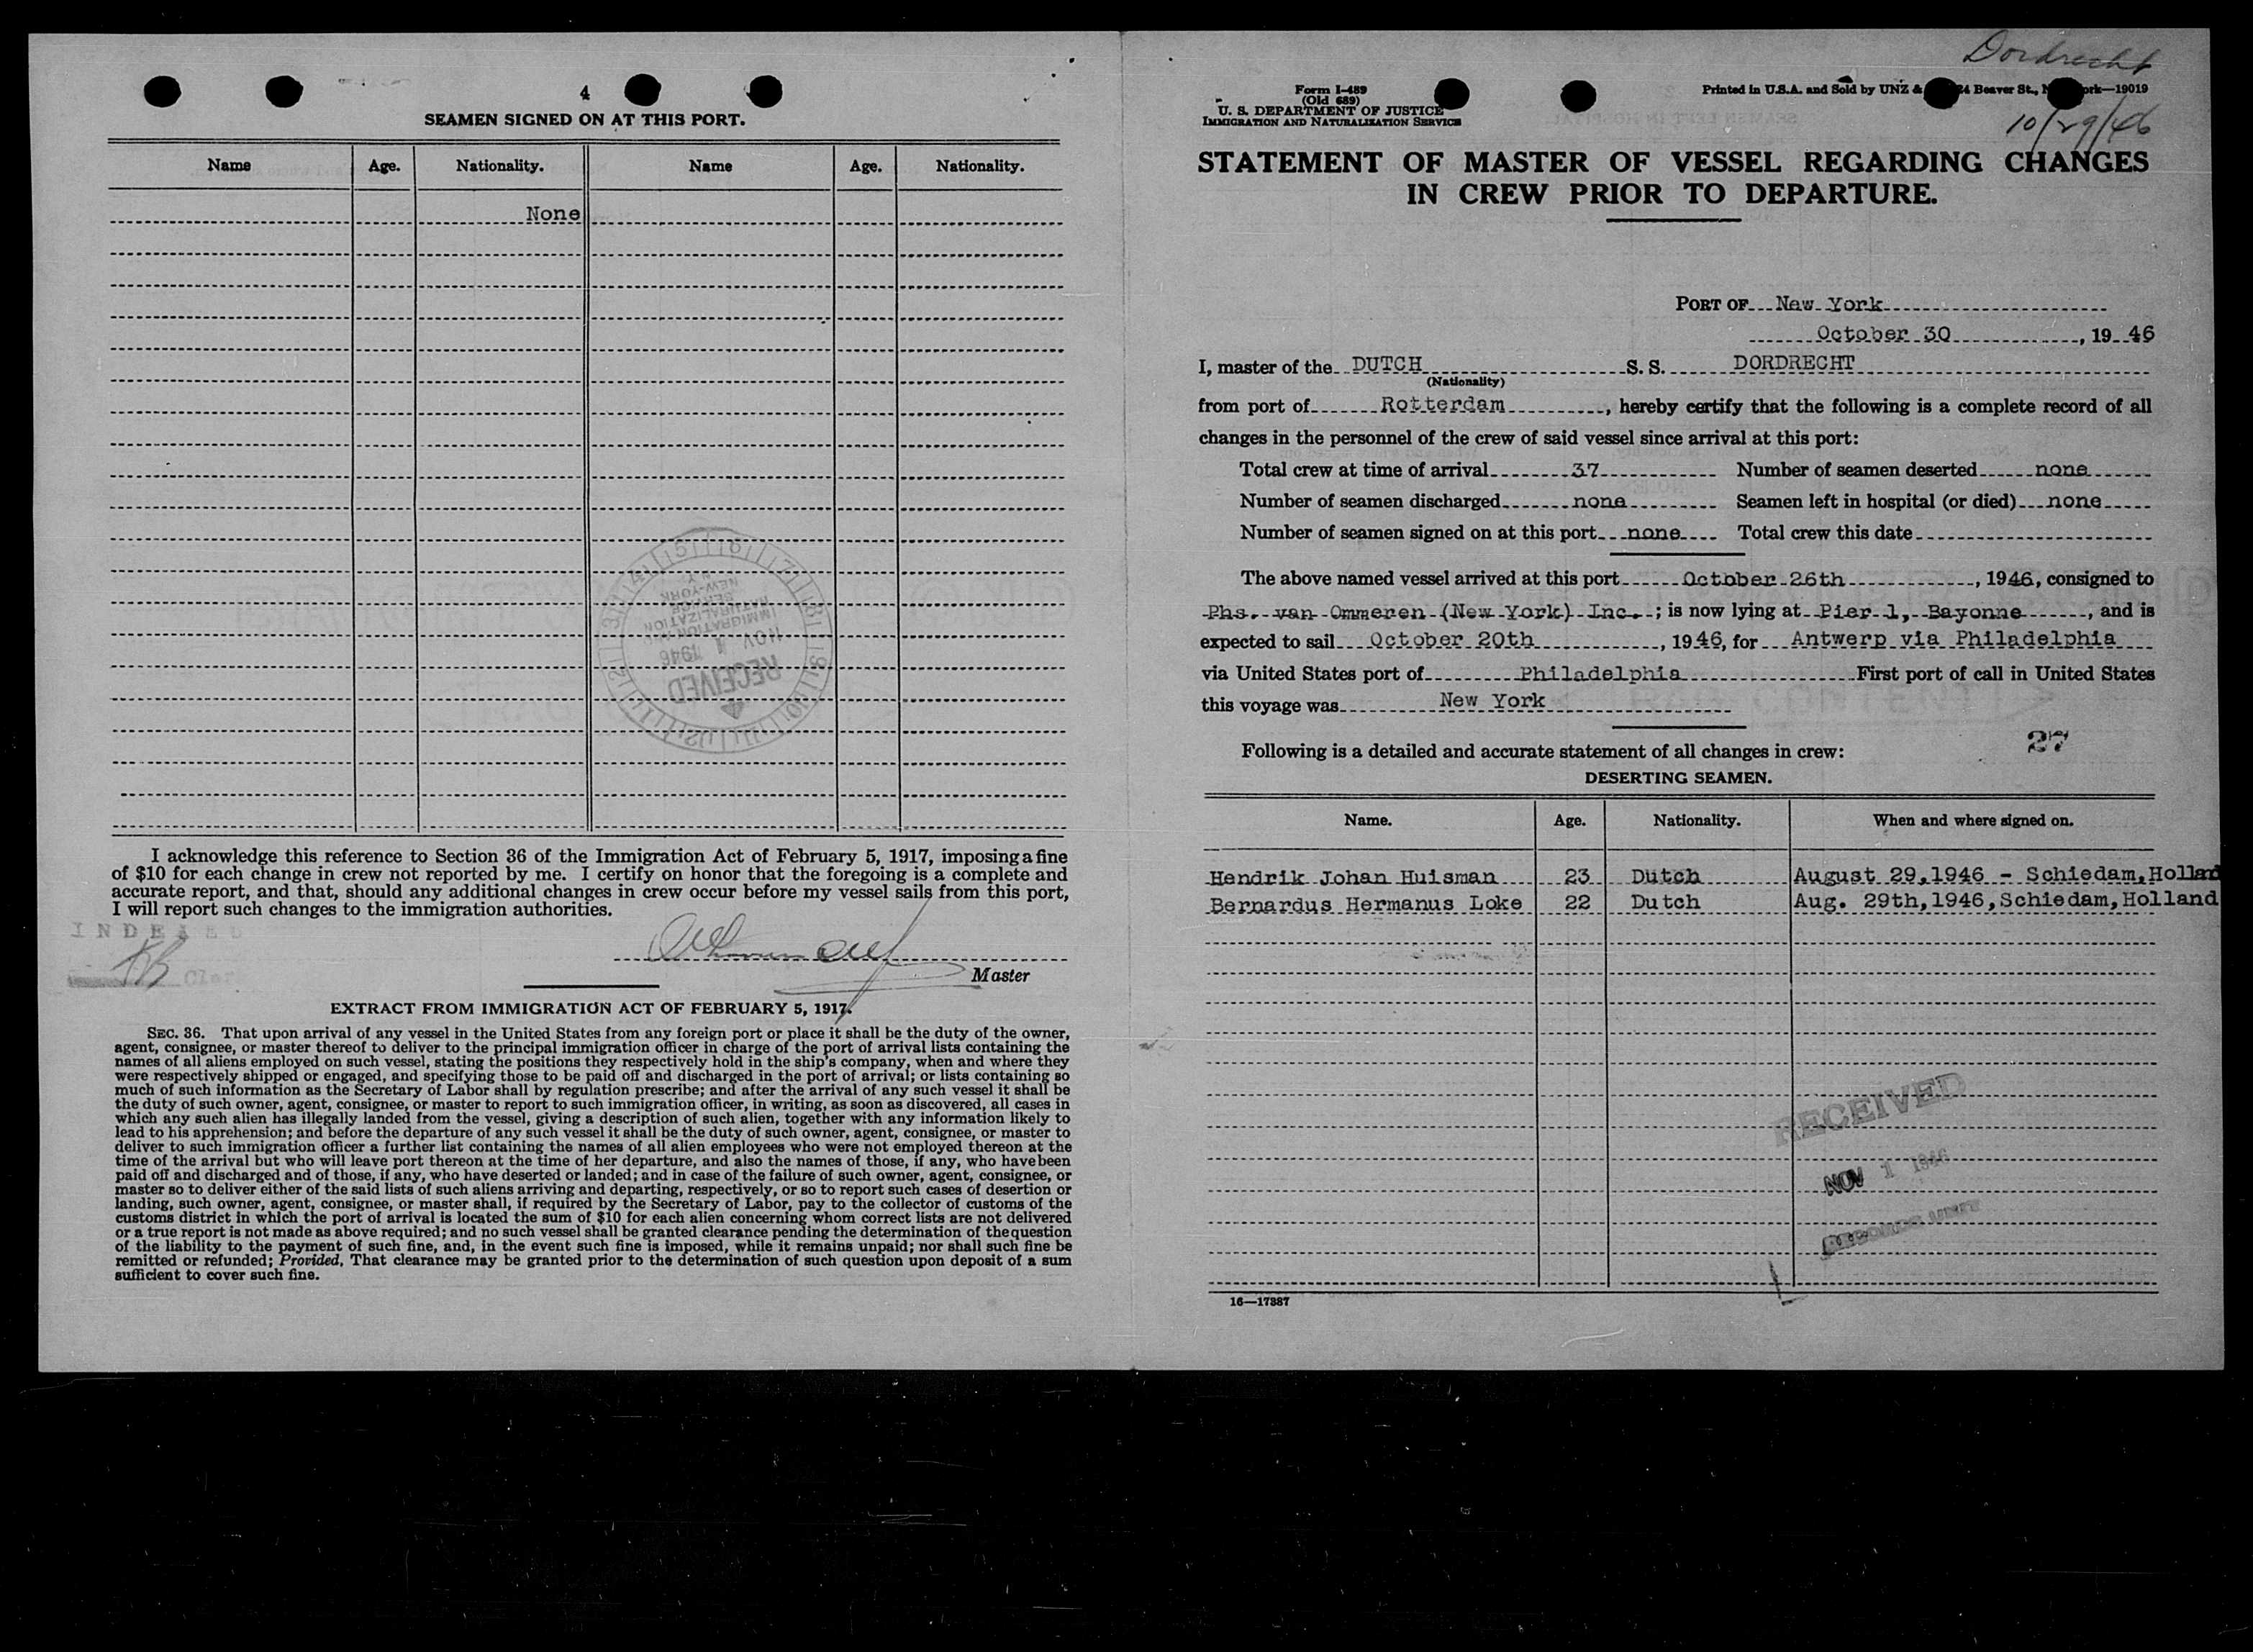 4
SEAMEN SIGNED ON AT THIS PORT.
Name Age. Nationality. Name Age. Nationality.
None
RECEIVED
NOV 1 1946
IMMIGRATION AND
NATURALIZATION
SERVICE
NEW YORK
N.Y.
I acknowledge this reference to Section 36 of the Immigration Act of February 5, 1917, imposing a fine
of $10 for each change in crew not reported by me. I certify on honor that the foregoing is a complete and
accurate report, and that, should any additional changes in crew occur before my vessel sails from this port,
I will report such changes to the immigration authorities.
INDEXED
Master
EXTRACT FROM IMMIGRATION ACT OF FEBRUARY 5, 1917.
SEC. 36. That upon arrival of any vessel in the United States from any foreign port or place it shall be the duty of the owner,
agent, consignee, or master thereof to deliver to the principal immigration officer in charge of the port of arrival lists containing the
names of all aliens employed on such vessel, stating the positions they respectively hold in the ship's company, when and where they
were respectively shipped or engaged, and specifying those to be paid off and discharged in the port of arrival; or lists containing so
much of such information as the Secretary of Labor shall by regulation prescribe; and after the arrival of any such vessel it shall be
the duty of such owner, agent, consignee, or master to report to such immigration officer, in writing, as soon as discovered, all cases in
which any such alien has illegally landed from the vessel, giving a description of such alien, together with any information likely to
lead to his apprehension; and before the departure of any such vessel it shall be the duty of such owner, agent, consignee, or master to
deliver to such immigration officer a further list containing the names of all alien employees who were not employed thereon at the
time of the arrival but who will leave port thereon at the time of her departure, and also the names of those, if any, who have been
paid off and discharged and of those, if any, who have deserted or landed; and in case of the failure of such owner, agent, consignee, or
master so to deliver either of the said lists of such aliens arriving and departing, respectively, or so to report such cases of desertion or
landing, such owner, agent, consignee, or master shall, if required by the Secretary of Labor, pay to the collector of customs of the
customs district in which the port of arrival is located the sum of $10 for each alien concerning whom correct lists are not delivered
or a true report is not made as above required; and no such vessel shall be granted clearance pending the determination of the question
of the liability to the payment of such fine, and, in the event such fine is imposed, while it remains unpaid; nor shall such fine be
remitted or refunded; Provided, That clearance may be granted prior to the determination of such question upon deposit of a sum
sufficient to cover such fine.
Dordrecht
10/29/46
Form I-489
(Old 689)
U. S. DEPARTMENT OF JUSTICE
IMMIGRATION AND NATURALIZATION SERVICE
Printed in U.S.A. and Sold by UNZ & 24 Beaver St., ork—19019
STATEMENT OF MASTER OF VESSEL REGARDING CHANGES
IN CREW PRIOR TO DEPARTURE.
PORT OF New York
October 30, 19 46
I, master of the DUTCH S. S. DORDRECHT
(Nationality)
from port of Rotterdam, hereby certify that the following is a complete record of all
changes in the personnel of the crew of said vessel since arrival at this port:
Total crew at time of arrival 37 Number of seamen deserted none
Number of seamen discharged none Seamen left in hospital (or died) none
Number of seamen signed on at this port none Total crew this date
The above named vessel arrived at this port October 26th, 1946, consigned to
Phs. van Ommeren (New York) Inc.; is now lying at Pier 1, Bayonne, and is
expected to sail October 20th, 1946, for Antwerp via Philadelphia
via United States port of Philadelphia First port of call in United States
this voyage was New York
Following is a detailed and accurate statement of all changes in crew:
27
DESERTING SEAMEN.
Name. Age. Nationality. When and where signed on.
Hendrik Johan Huisman 23 Dutch August 29,1946 - Schiedam,Holland
Bernardus Hermanus Loke 22 Dutch Aug. 29th,1946,Schiedam,Holland
RECEIVED
NOV 1 1946
RECORDS UNIT
16—17387